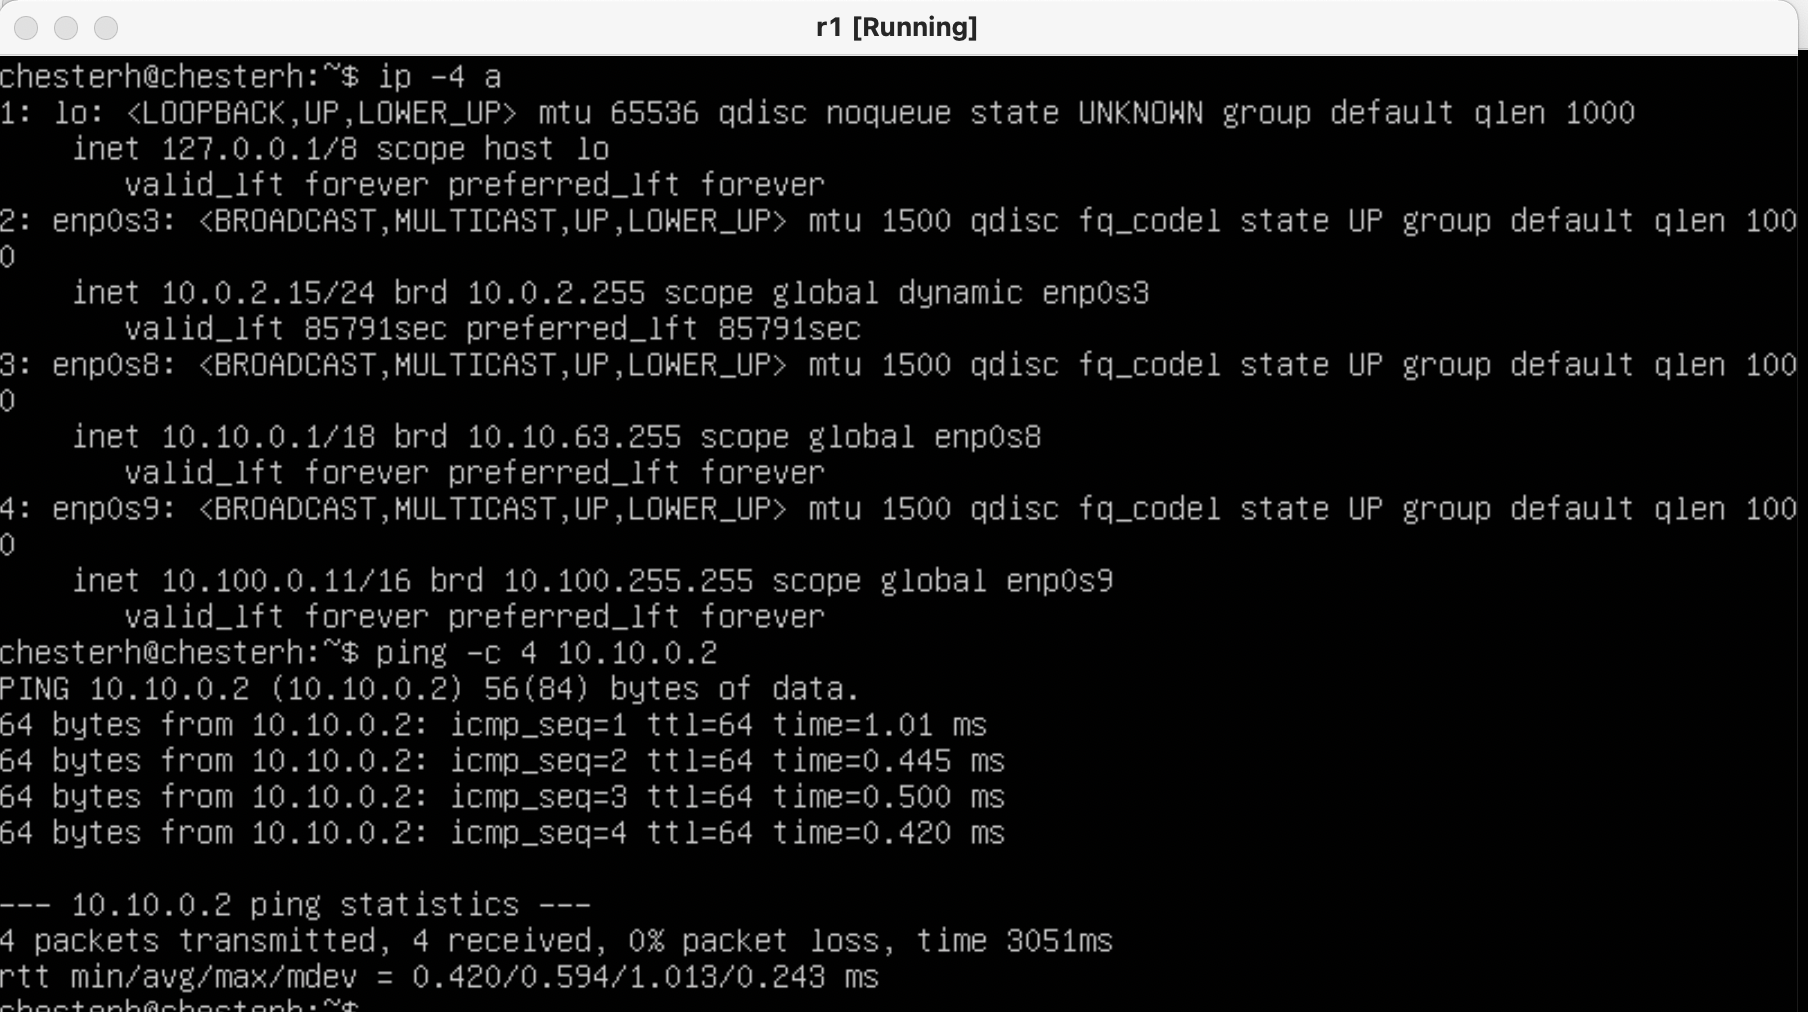 r1 [Running]
chesterh@chesterh:~$ ip -4 a
1: lo: <LOOPBACK,UP,LOWER_UP> mtu 65536 qdisc noqueue state UNKNOWN group default qlen 1000
    inet 127.0.0.1/8 scope host lo
       valid_lft forever preferred_lft forever
2: enp0s3: <BROADCAST,MULTICAST,UP,LOWER_UP> mtu 1500 qdisc fq_codel state UP group default qlen 100
0
    inet 10.0.2.15/24 brd 10.0.2.255 scope global dynamic enp0s3
       valid_lft 85791sec preferred_lft 85791sec
3: enp0s8: <BROADCAST,MULTICAST,UP,LOWER_UP> mtu 1500 qdisc fq_codel state UP group default qlen 100
0
    inet 10.10.0.1/18 brd 10.10.63.255 scope global enp0s8
       valid_lft forever preferred_lft forever
4: enp0s9: <BROADCAST,MULTICAST,UP,LOWER_UP> mtu 1500 qdisc fq_codel state UP group default qlen 100
0
    inet 10.100.0.11/16 brd 10.100.255.255 scope global enp0s9
       valid_lft forever preferred_lft forever
chesterh@chesterh:~$ ping -c 4 10.10.0.2
PING 10.10.0.2 (10.10.0.2) 56(84) bytes of data.
64 bytes from 10.10.0.2: icmp_seq=1 ttl=64 time=1.01 ms
64 bytes from 10.10.0.2: icmp_seq=2 ttl=64 time=0.445 ms
64 bytes from 10.10.0.2: icmp_seq=3 ttl=64 time=0.500 ms
64 bytes from 10.10.0.2: icmp_seq=4 ttl=64 time=0.420 ms

--- 10.10.0.2 ping statistics ---
4 packets transmitted, 4 received, 0% packet loss, time 3051ms
rtt min/avg/max/mdev = 0.420/0.594/1.013/0.243 ms
chesterh@chesterh:~$